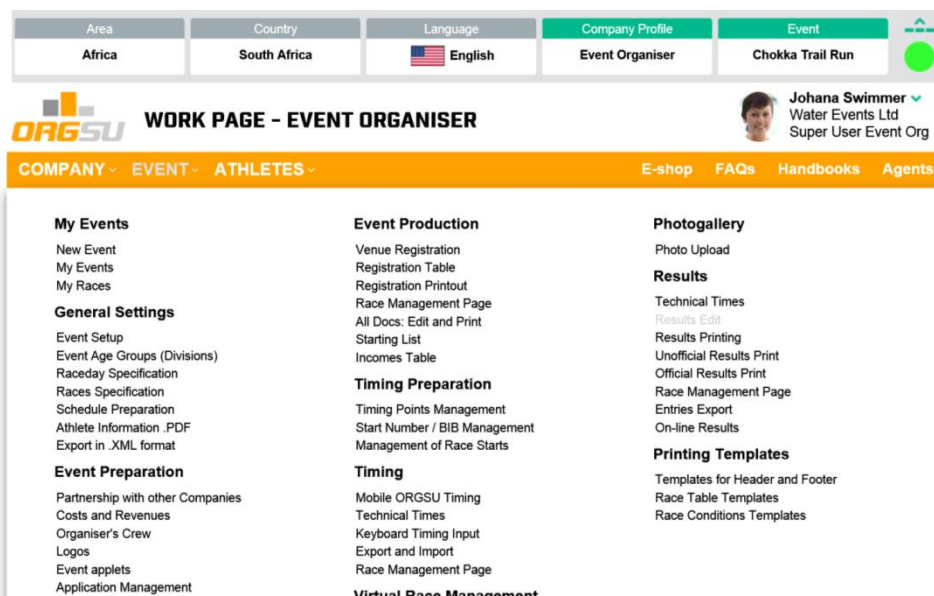 Area
Africa
Country
South Africa
Language
English
Company Profile
Event Organiser
Event
Chokka Trail Run
ORGSU
WORK PAGE - EVENT ORGANISER
Johana Swimmer
Water Events Ltd
Super User Event Org
COMPANY EVENT ATHLETES E-shop FAQs Handbooks Agents
My Events
New Event
My Events
My Races
General Settings
Event Setup
Event Age Groups (Divisions)
Raceday Specification
Races Specification
Schedule Preparation
Athlete Information .PDF
Export in .XML format
Event Preparation
Partnership with other Companies
Costs and Revenues
Organiser's Crew
Logos
Event applets
Application Management
Event Production
Venue Registration
Registration Table
Registration Printout
Race Management Page
All Docs: Edit and Print
Starting List
Incomes Table
Timing Preparation
Timing Points Management
Start Number / BIB Management
Management of Race Starts
Timing
Mobile ORGSU Timing
Technical Times
Keyboard Timing Input
Export and Import
Race Management Page
Virtual Race Management
Photogallery
Photo Upload
Results
Technical Times
Results Edit
Results Printing
Unofficial Results Print
Official Results Print
Race Management Page
Entries Export
On-line Results
Printing Templates
Templates for Header and Footer
Race Table Templates
Race Conditions Templates